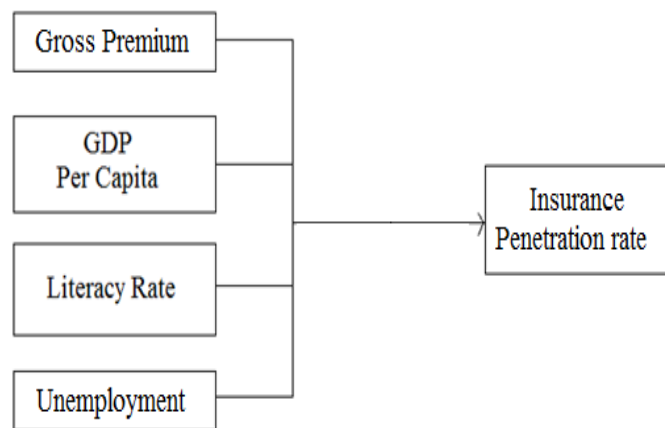 Gross Premium
GDP
Per Capita
Literacy Rate
Unemployment
Insurance
Penetration rate